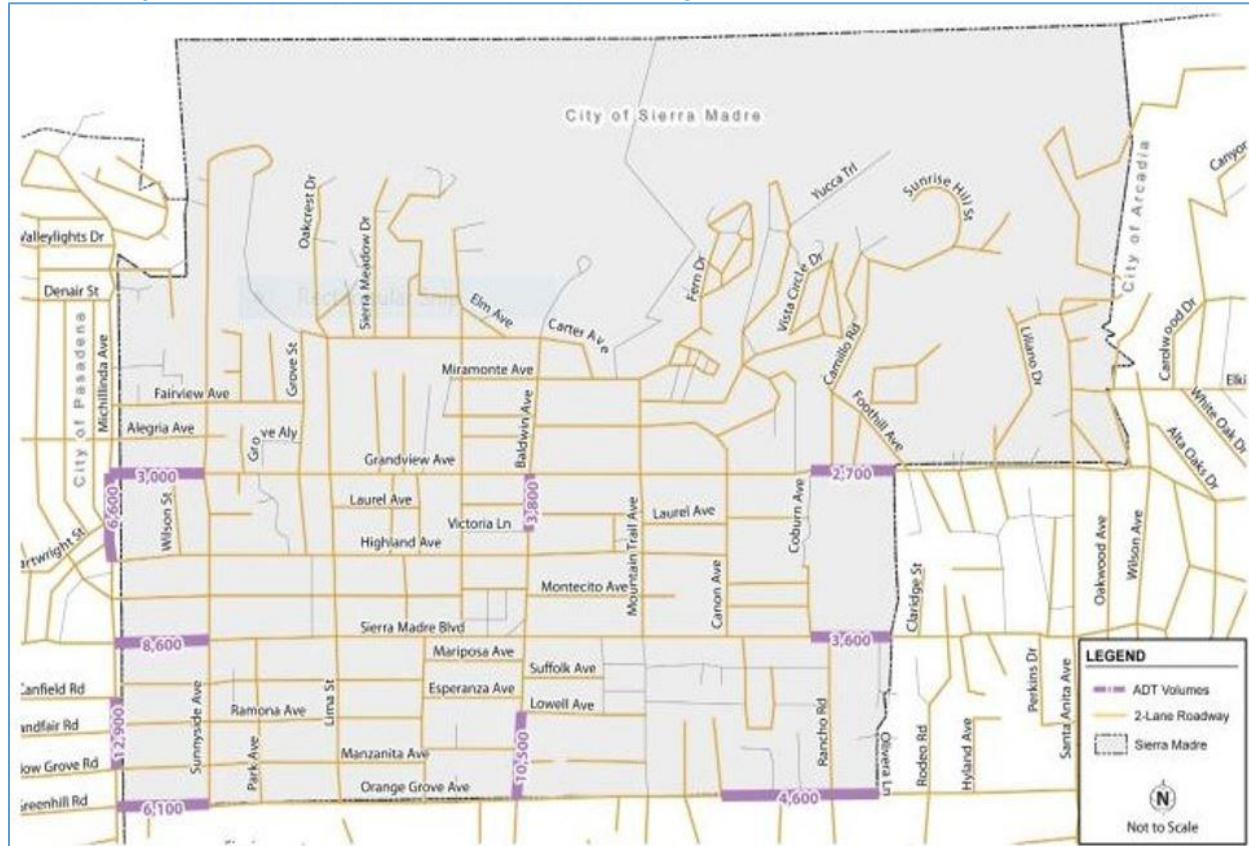 City of Sierra Madre
City of Arcadia
Canyon
Yucca Trl
Sunrise Hill St
Oakcrest Dr
Sierra Meadow Dr
Fern Dr
Vista Circle Dr
Valleylights Dr
Denair St
City of Pasadena
Michillinda Ave
Grove St
Elm Ave
Carter Ave
Carolwood Dr
Camillo Rd
Liliano Dr
Miramonte Ave
Elki
Fairview Ave
Baldwin Ave
Foothill Ave
White Oak Dr
Alegria Ave
Grove Aly
Alta Oaks Dr
Grandview Ave
3,000
2,700
6,600
Wilson St
Laurel Ave
3,800
Laurel Ave
Victoria Ln
Coburn Ave
artwright St
Highland Ave
Mountain Trail Ave
Oakwood Ave
Wilson Ave
Montecito Ave
Canon Ave
Claridge St
Sierra Madre Blvd
8,600
3,600
Mariposa Ave
Suffolk Ave
Perkins Dr
LEGEND
ADT Volumes
2-Lane Roadway
Sierra Madre
N
Not to Scale
Canfield Rd
Esperanza Ave
Lowell Ave
Santa Anita Ave
andfair Rd
12,900
Sunnyside Ave
Ramona Ave
Lima St
Rancho Rd
Olivera Ln
Rodeo Rd
Hyland Ave
Park Ave
Manzanita Ave
10,500
ow Grove Rd
Orange Grove Ave
Greenhill Rd
6,100
4,600